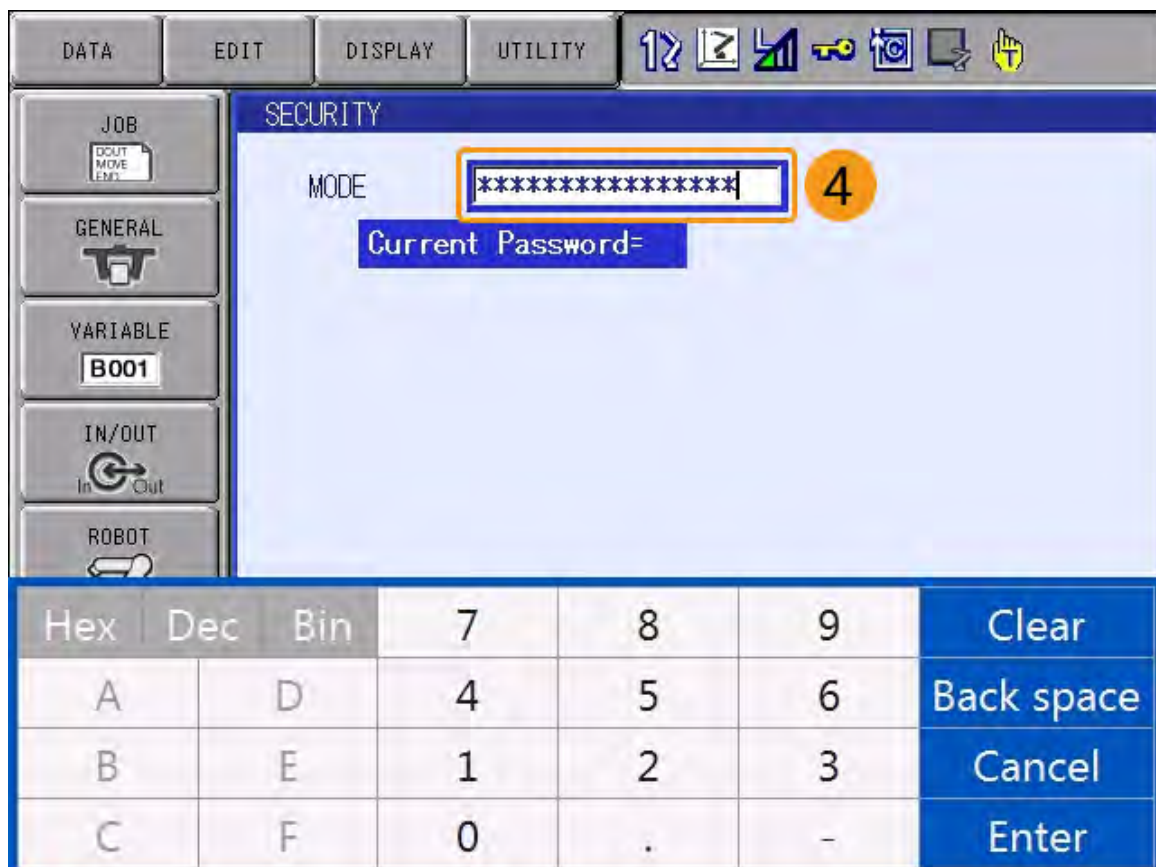 DATA EDIT DISPLAY UTILITY
JOB
DOUT
MOVE
END
SECURITY
MODE ****************
4
Current Password=
GENERAL
VARIABLE
B001
IN/OUT
In Out
ROBOT
Hex Dec Bin 7 8 9 Clear
A D 4 5 6 Back space
B E 1 2 3 Cancel
C F 0 . - Enter